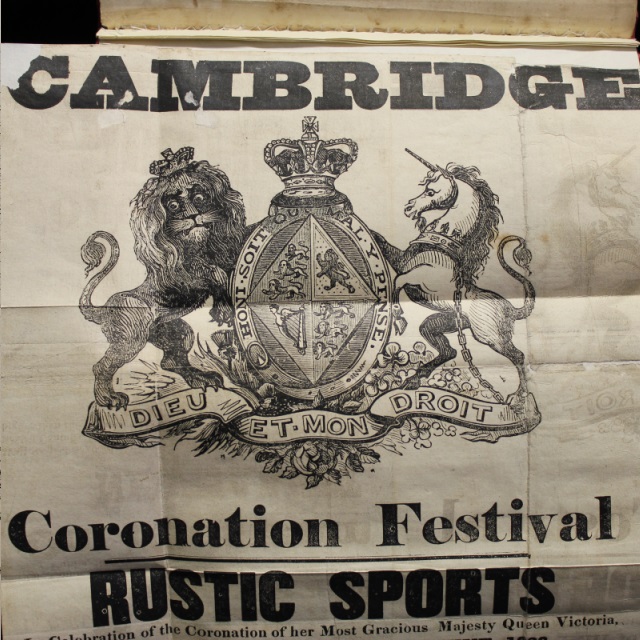 CAMBRIDGE
HONI·SOIT·QUI·MAL·Y·PENSE
DIEU ET·MON DROIT
Coronation Festival
RUSTIC SPORTS
Celebration of the Coronation of her Most Gracious Majesty Queen Victoria,